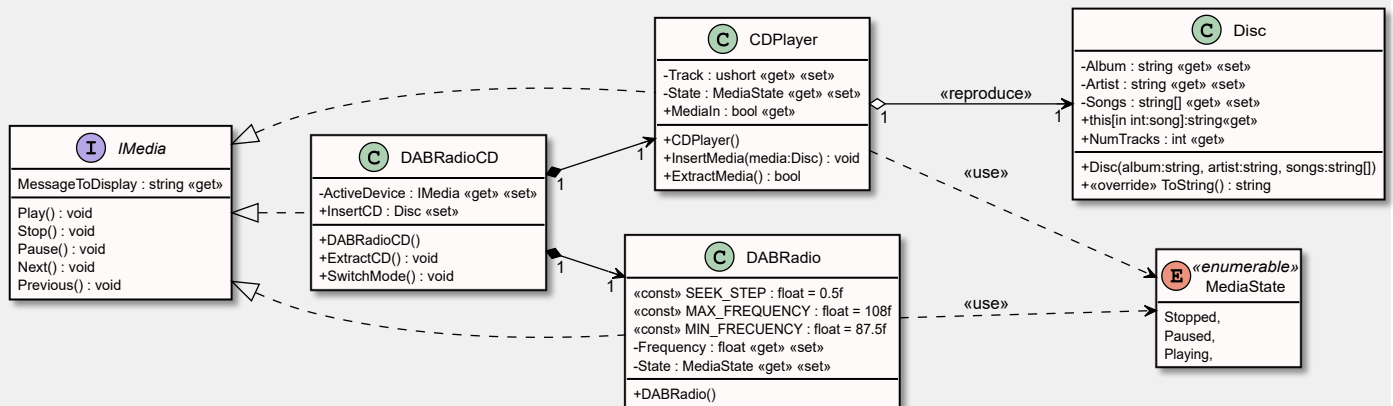 I IMedia
MessageToDisplay : string «get»
Play() : void
Stop() : void
Pause() : void
Next() : void
Previous() : void
C DABRadioCD
-ActiveDevice : IMedia «get» «set»
+InsertCD : Disc «set»
+DABRadioCD()
+ExtractCD() : void
+SwitchMode() : void
1
1
1
1
C CDPlayer
-Track : ushort «get» «set»
-State : MediaState «get» «set»
+MediaIn : bool «get»
+CDPlayer()
+InsertMedia(media:Disc) : void
+ExtractMedia() : bool
C DABRadio
«const» SEEK_STEP : float = 0.5f
«const» MAX_FREQUENCY : float = 108f
«const» MIN_FRECUENCY : float = 87.5f
-Frequency : float «get» «set»
-State : MediaState «get» «set»
+DABRadio()
1
«reproduce»
1
«use»
«use»
C Disc
-Album : string «get» «set»
-Artist : string «get» «set»
-Songs : string[] «get» «set»
+this[in int:song]:string«get»
+NumTracks : int «get»
+Disc(album:string, artist:string, songs:string[])
+«override» ToString() : string
E «enumerable»
MediaState
Stopped,
Paused,
Playing,